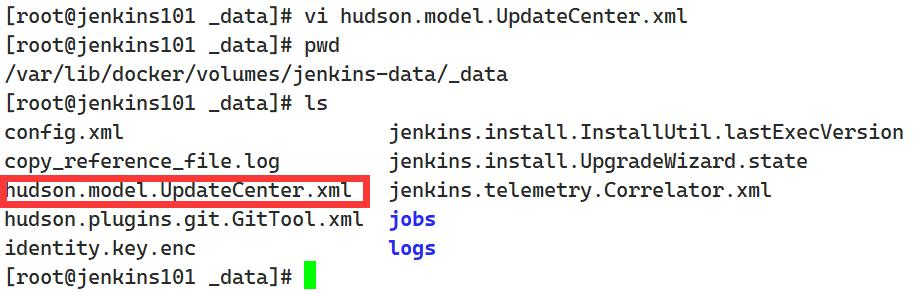 [root@jenkins101 _data]# vi hudson.model.UpdateCenter.xml
[root@jenkins101 _data]# pwd
/var/lib/docker/volumes/jenkins-data/_data
[root@jenkins101 _data]# ls
config.xml jenkins.install.InstallUtil.lastExecVersion
copy_reference_file.log jenkins.install.UpgradeWizard.state
hudson.model.UpdateCenter.xml jenkins.telemetry.Correlator.xml
hudson.plugins.git.GitTool.xml jobs
identity.key.enc logs
[root@jenkins101 _data]#